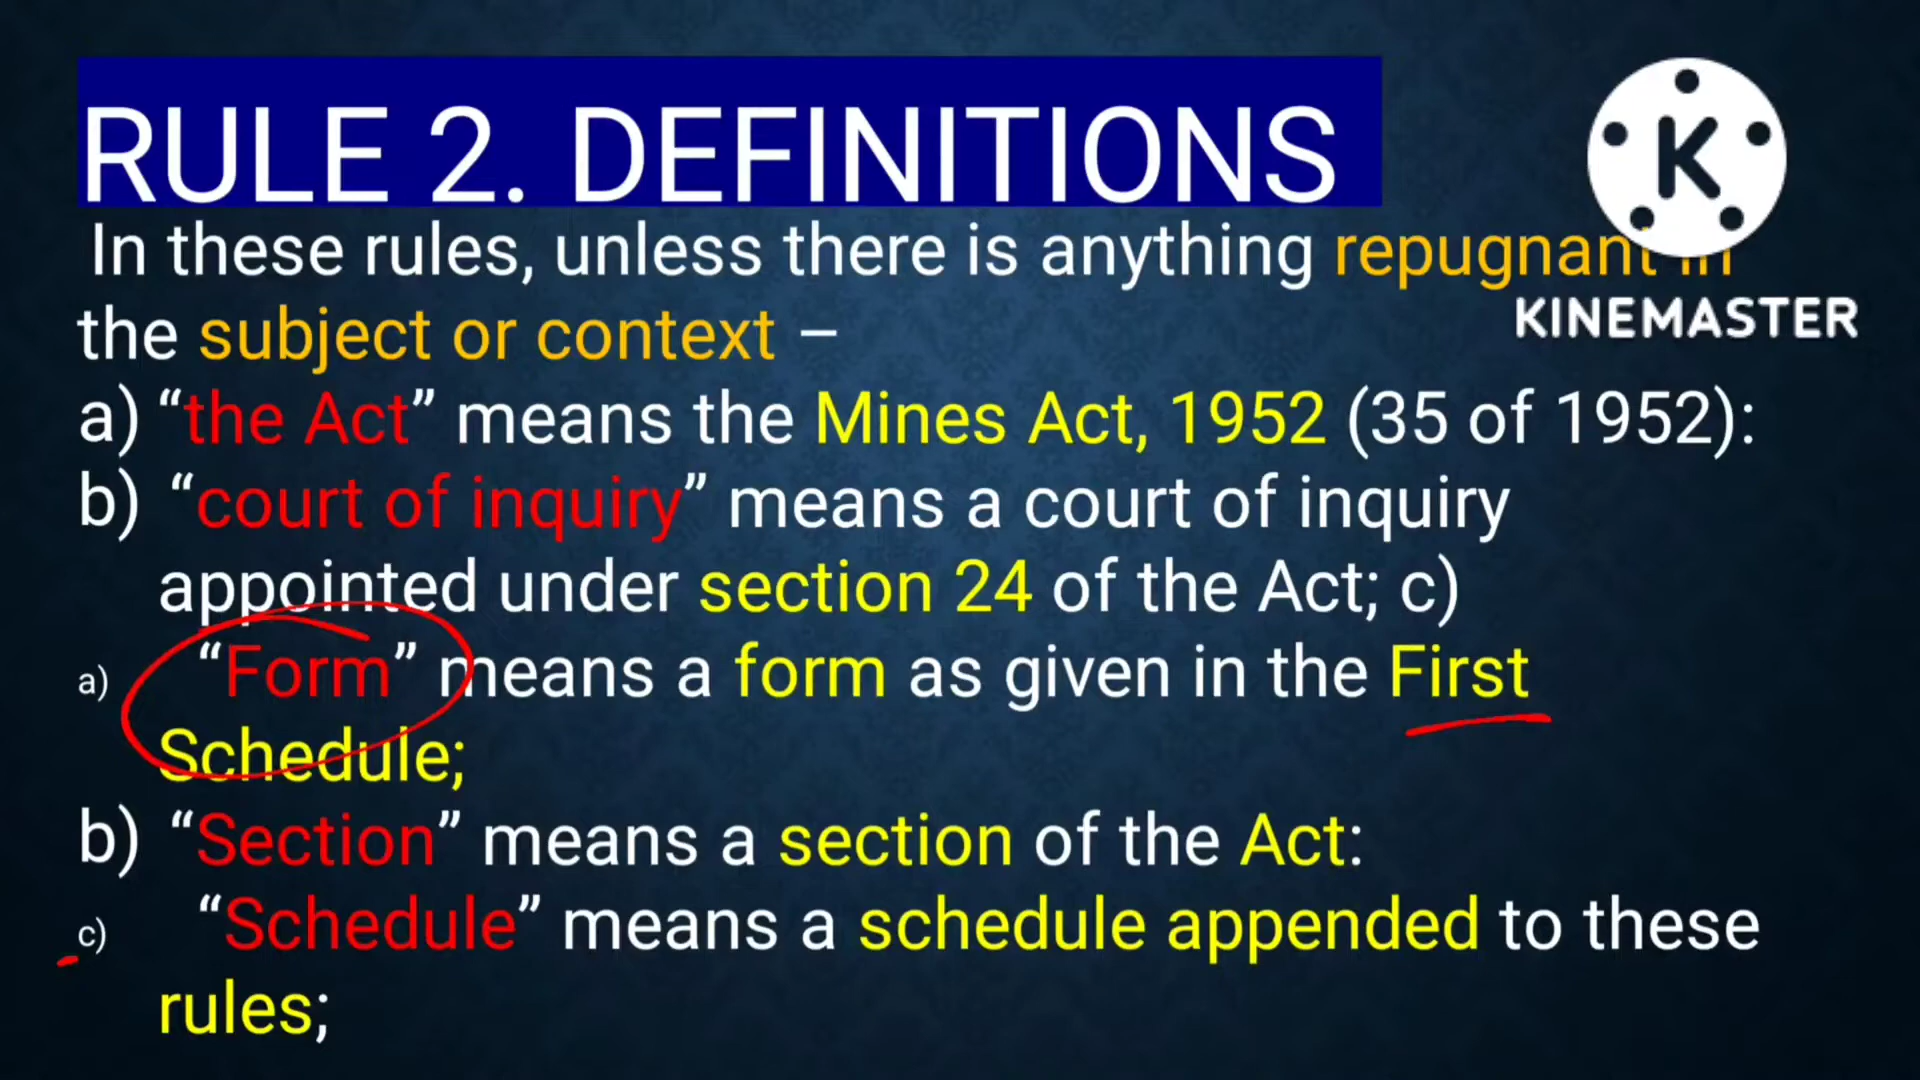 RULE 2. DEFINITIONS
In these rules, unless there is anything repugnant in
the subject or context –
a) “the Act” means the Mines Act, 1952 (35 of 1952):
b) “court of inquiry” means a court of inquiry
appointed under section 24 of the Act; c)
a) “Form” means a form as given in the First
Schedule;
b) “Section” means a section of the Act:
c) “Schedule” means a schedule appended to these
rules;
K
KINEMASTER